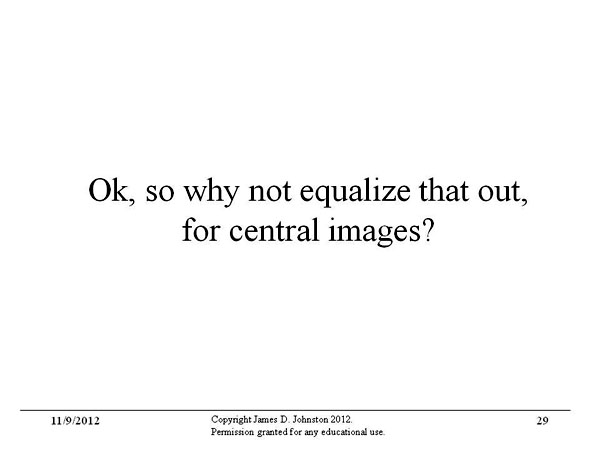 Ok, so why not equalize that out,
for central images?
11/9/2012
Copyright James D. Johnston 2012.
Permission granted for any educational use.
29